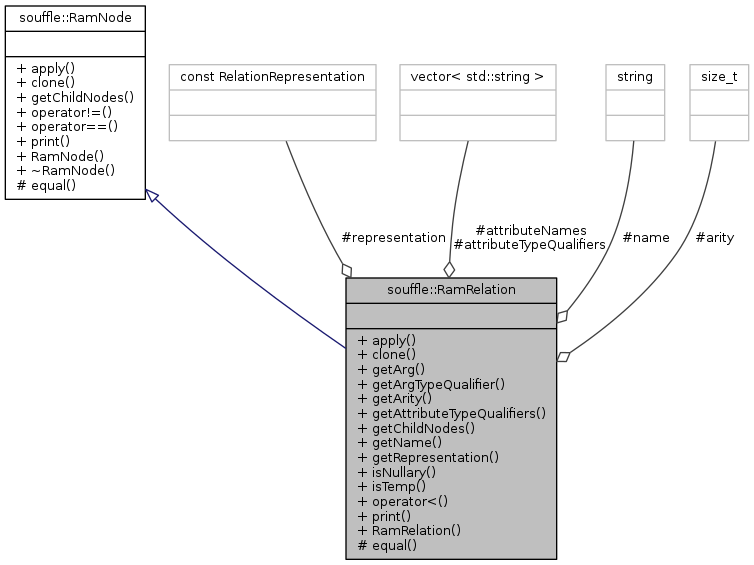 souffle::RamNode
+ apply()
+ clone()
+ getChildNodes()
+ operator!=()
+ operator==()
+ print()
+ RamNode()
+ ~RamNode()
# equal()
const RelationRepresentation
vector< std::string >
string
size_t
#representation
#attributeNames
#attributeTypeQualifiers
#name
#arity
souffle::RamRelation
+ apply()
+ clone()
+ getArg()
+ getArgTypeQualifier()
+ getArity()
+ getAttributeTypeQualifiers()
+ getChildNodes()
+ getName()
+ getRepresentation()
+ isNullary()
+ isTemp()
+ operator<()
+ print()
+ RamRelation()
# equal()